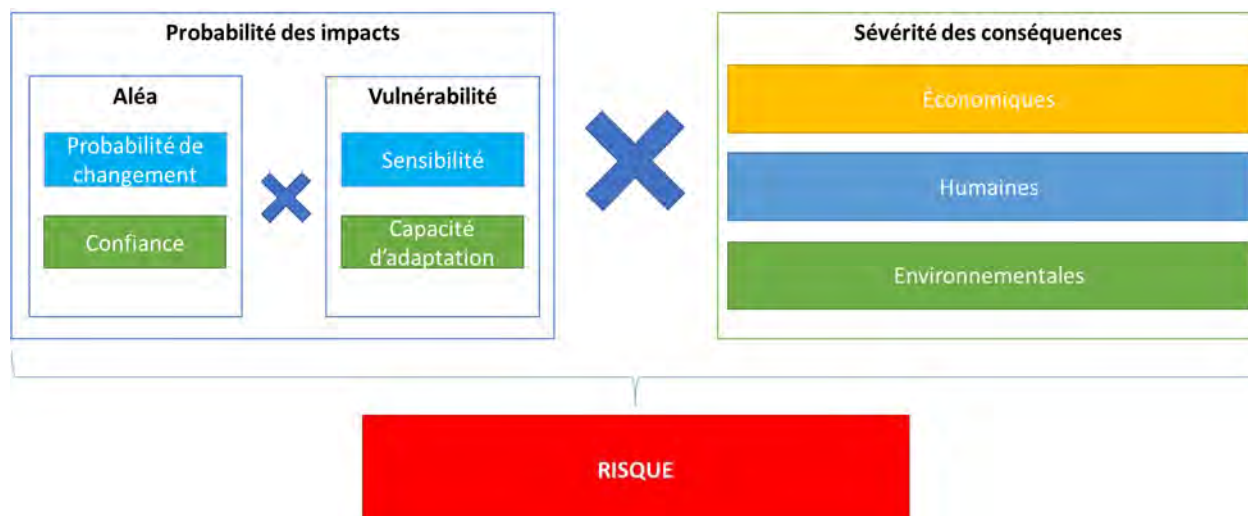 Probabilité des impacts
Aléa
Probabilité de
changement
Confiance
Vulnérabilité
Sensibilité
Capacité
d'adaptation
Sévérité des conséquences
Économiques
Humaines
Environnementales
RISQUE